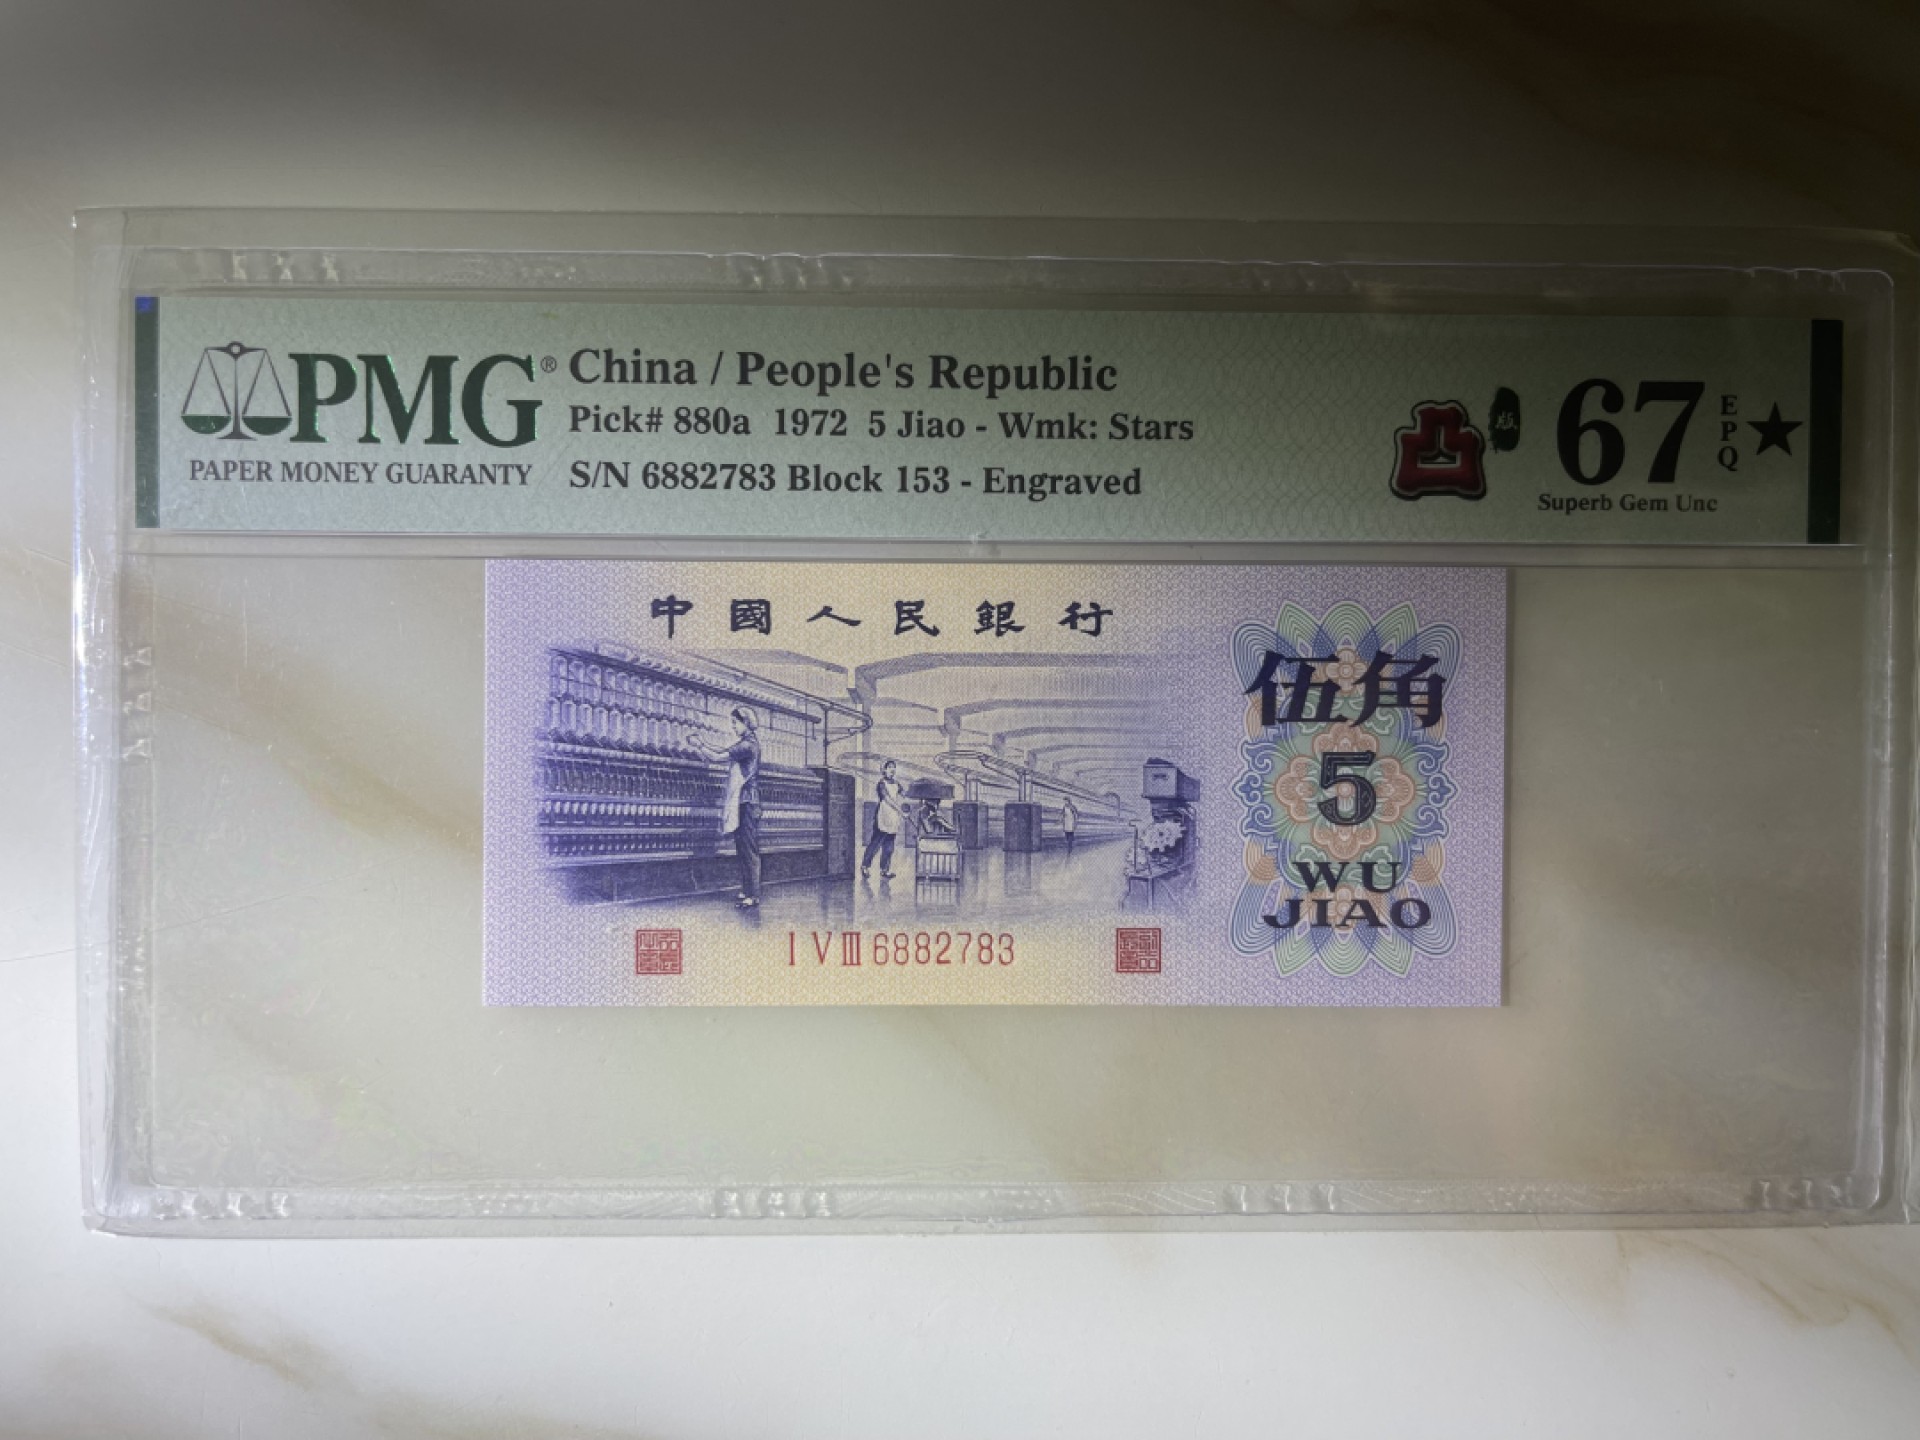 PMG®
PAPER MONEY GUARANTY
China / People's Republic
Pick# 880a 1972 5 Jiao - Wmk: Stars
S/N 6882783 Block 153 - Engraved
凸版
67 EPQ ★
Superb Gem Unc
中國人民銀行
伍角
5
WU
JIAO
I V III 6882783